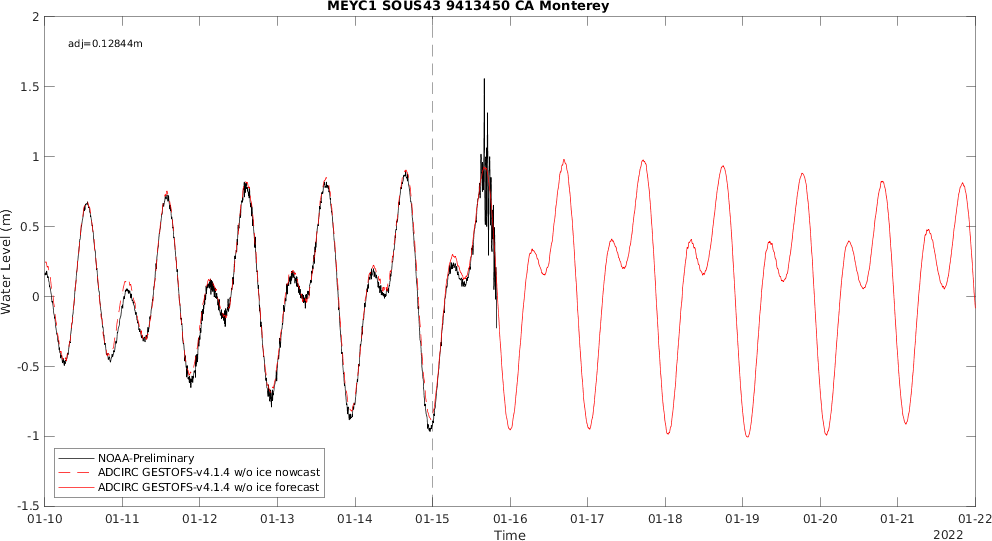 MEYC1 SOUS43 9413450 CA Monterey
adj=0.12844m
Water Level (m)
2
1.5
1
0.5
0
-0.5
-1
-1.5
NOAA-Preliminary
ADCIRC GESTOFS-v4.1.4 w/o ice nowcast
ADCIRC GESTOFS-v4.1.4 w/o ice forecast
01-10 01-11 01-12 01-13 01-14 01-15 01-16 01-17 01-18 01-19 01-20 01-21 01-22
Time
2022